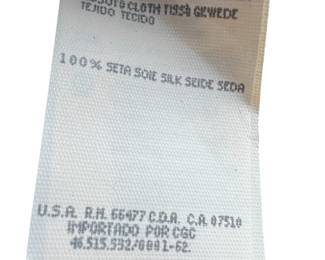 CLOTH TISSU GEWEBE
TEJIDO TECIDO
100% SETA SOIE SILK SEIDE SEDA
U.S.A. R.N. 66477 C.D.A. C.A. 07510
IMPORTADO POR CGC
46.515.532/0001-62.